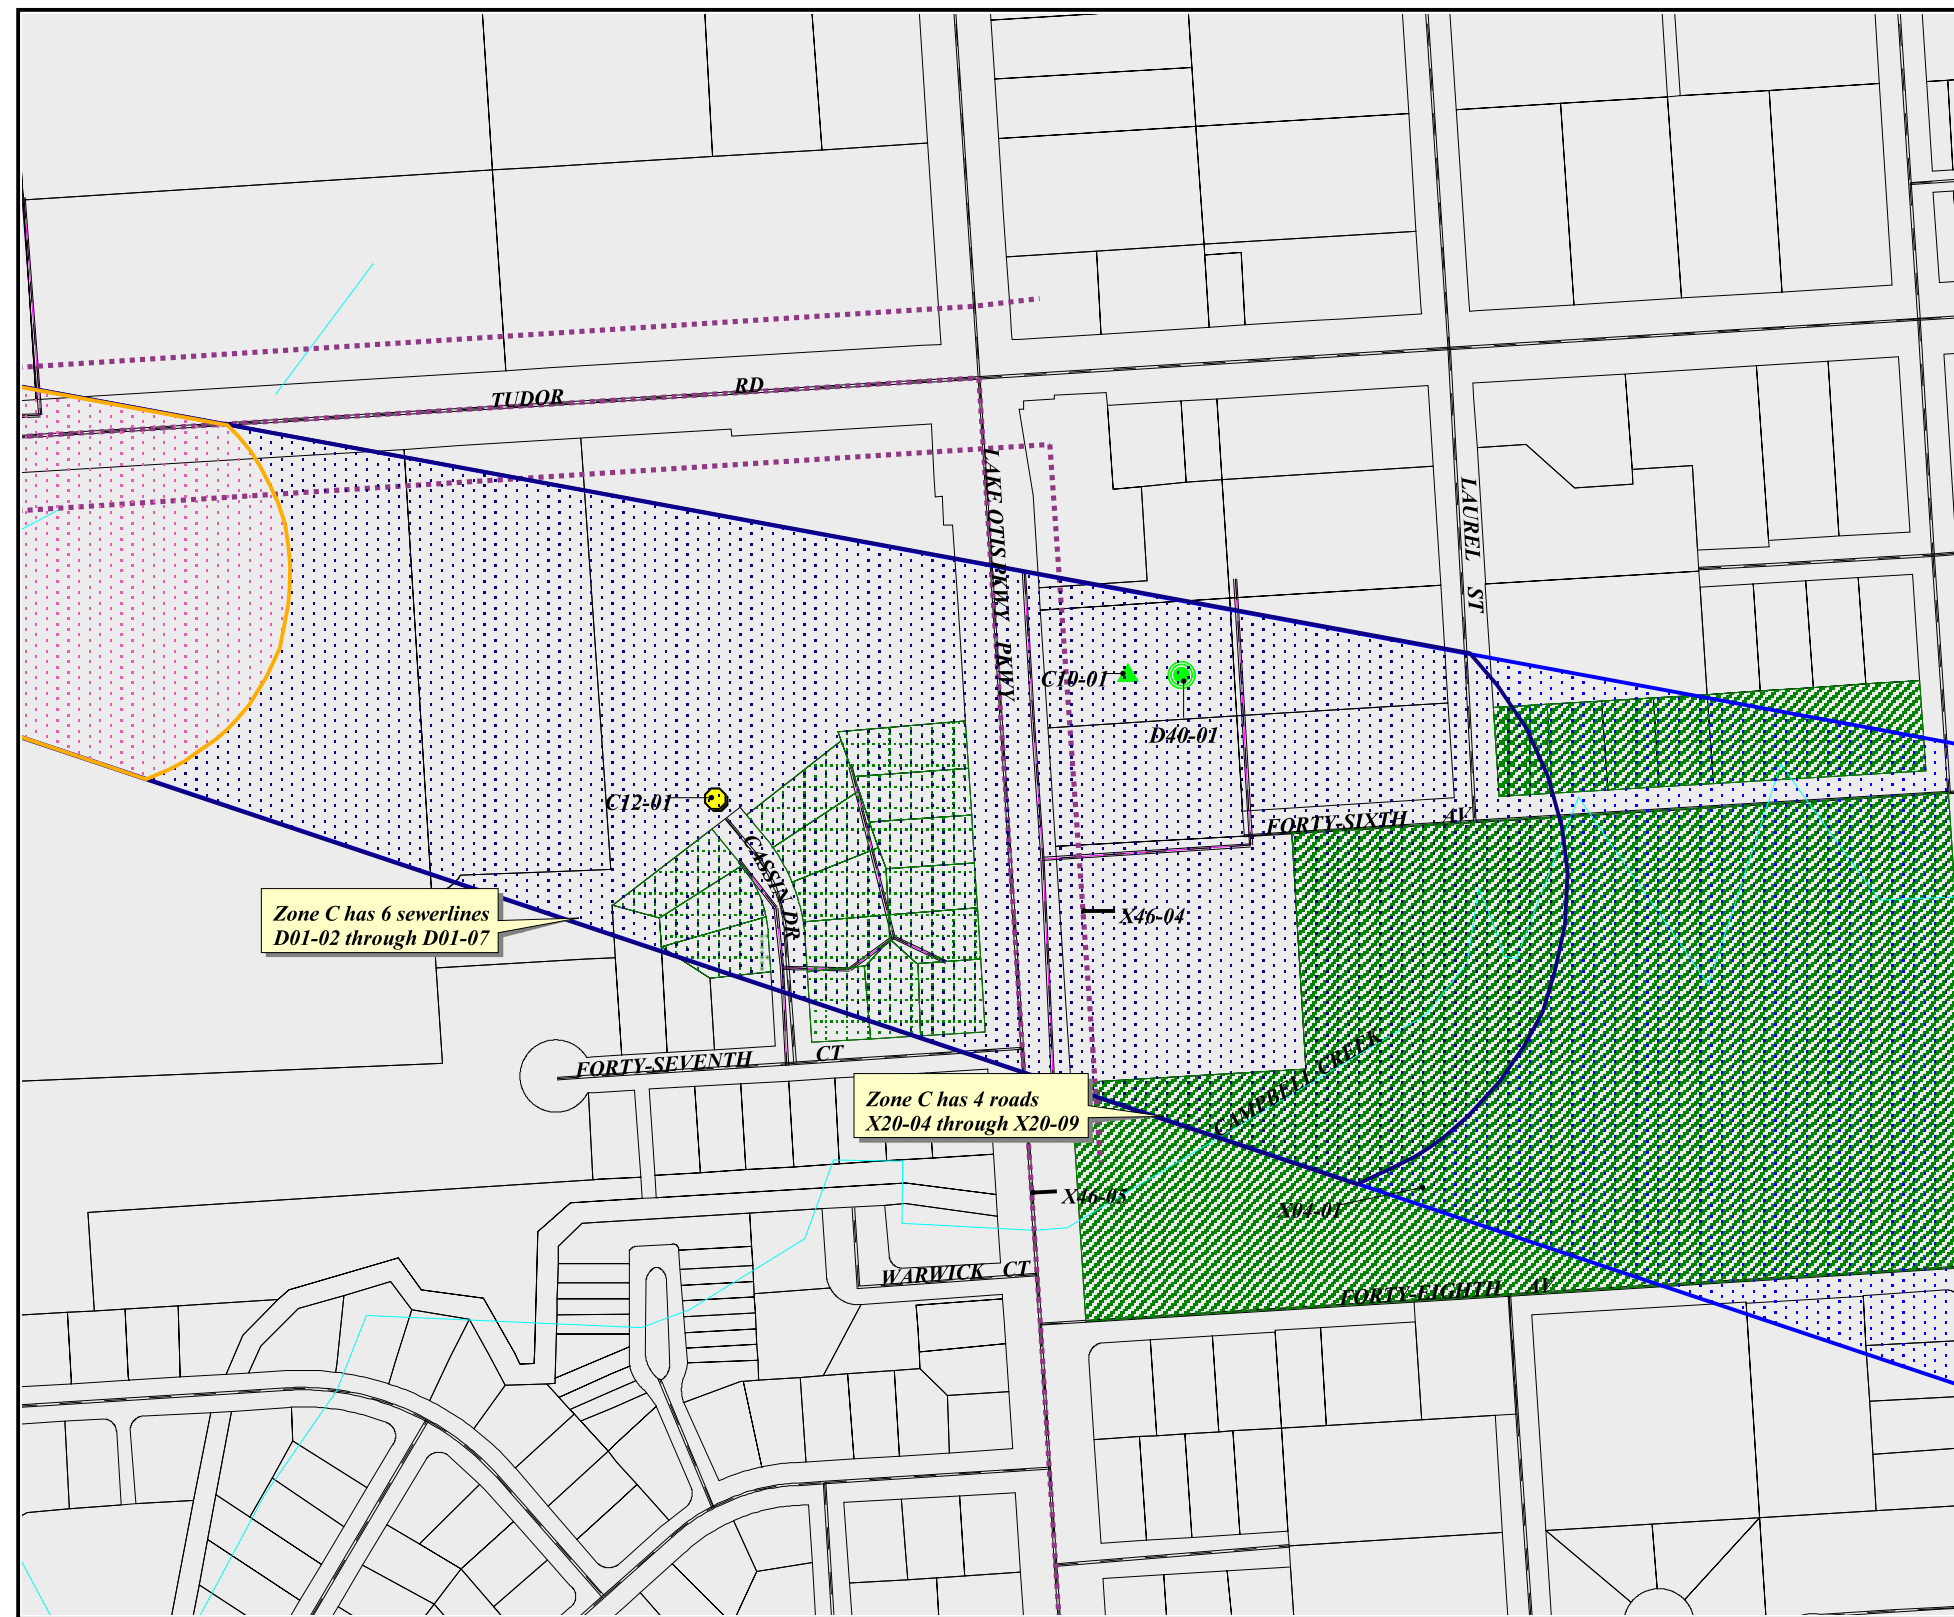 TUDOR RD
LAKE OTIS PKWY PKWY
LAUREL ST
C10-01
D40-01
C12-01
CASSIN DR
FORTY-SIXTH AV
Zone C has 6 sewerlines
D01-02 through D01-07
X46-04
FORTY-SEVENTH CT
CAMPBELL CREEK
Zone C has 4 roads
X20-04 through X20-09
X46-05
X04-01
WARWICK CT
FORTY-EIGHTH AV